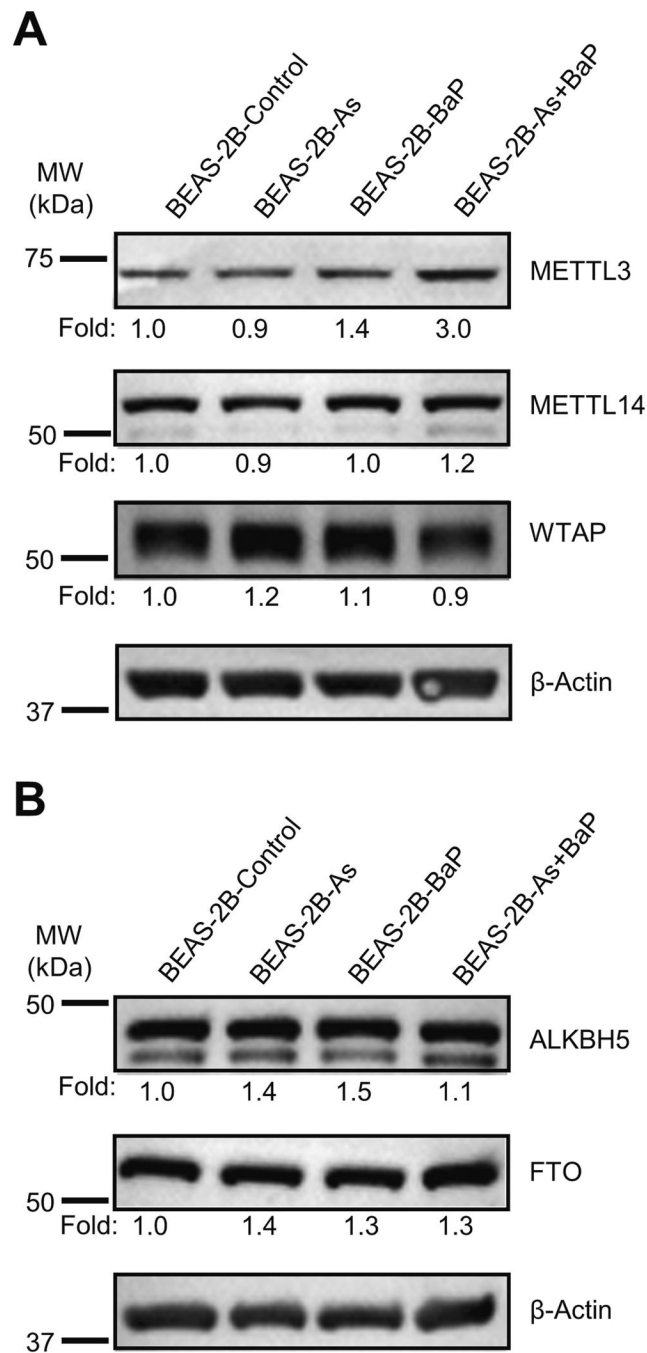 A
BEAS-2B-Control
BEAS-2B-As
BEAS-2B-BaP
BEAS-2B-As+BaP
MW
(kDa)
75
METTL3
Fold: 1.0 0.9 1.4 3.0
METTL14
50
Fold: 1.0 0.9 1.0 1.2
WTAP
50
Fold: 1.0 1.2 1.1 0.9
β-Actin
37
B
BEAS-2B-Control
BEAS-2B-As
BEAS-2B-BaP
BEAS-2B-As+BaP
MW
(kDa)
50
ALKBH5
Fold: 1.0 1.4 1.5 1.1
FTO
50
Fold: 1.0 1.4 1.3 1.3
β-Actin
37